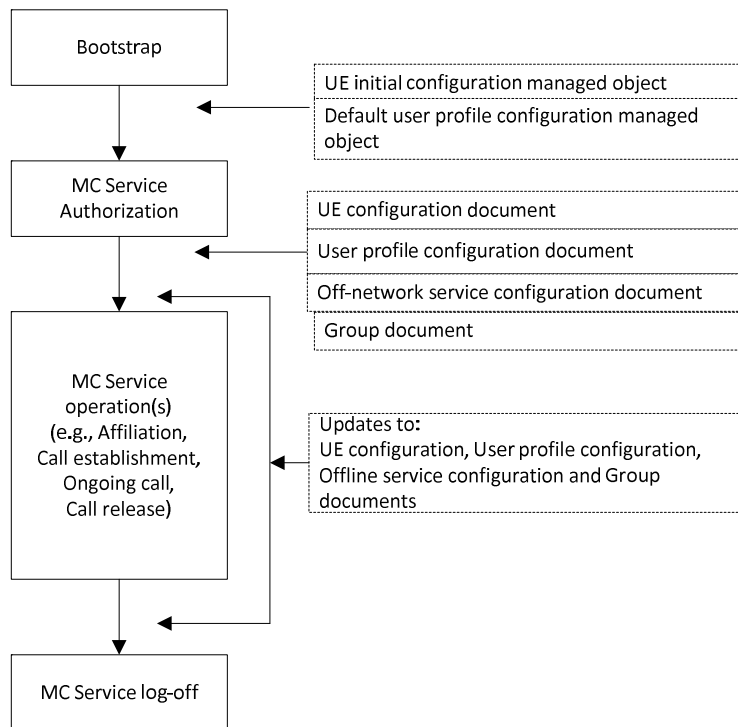 Bootstrap
UE initial configuration managed object
Default user profile configuration managed
object
MC Service
Authorization
UE configuration document
User profile configuration document
Off-network service configuration document
Group document
MC Service
operation(s)
(e.g., Affiliation,
Call establishment,
Ongoing call,
Call release)
Updates to:
UE configuration, User profile configuration,
Offline service configuration and Group
documents
MC Service log-off